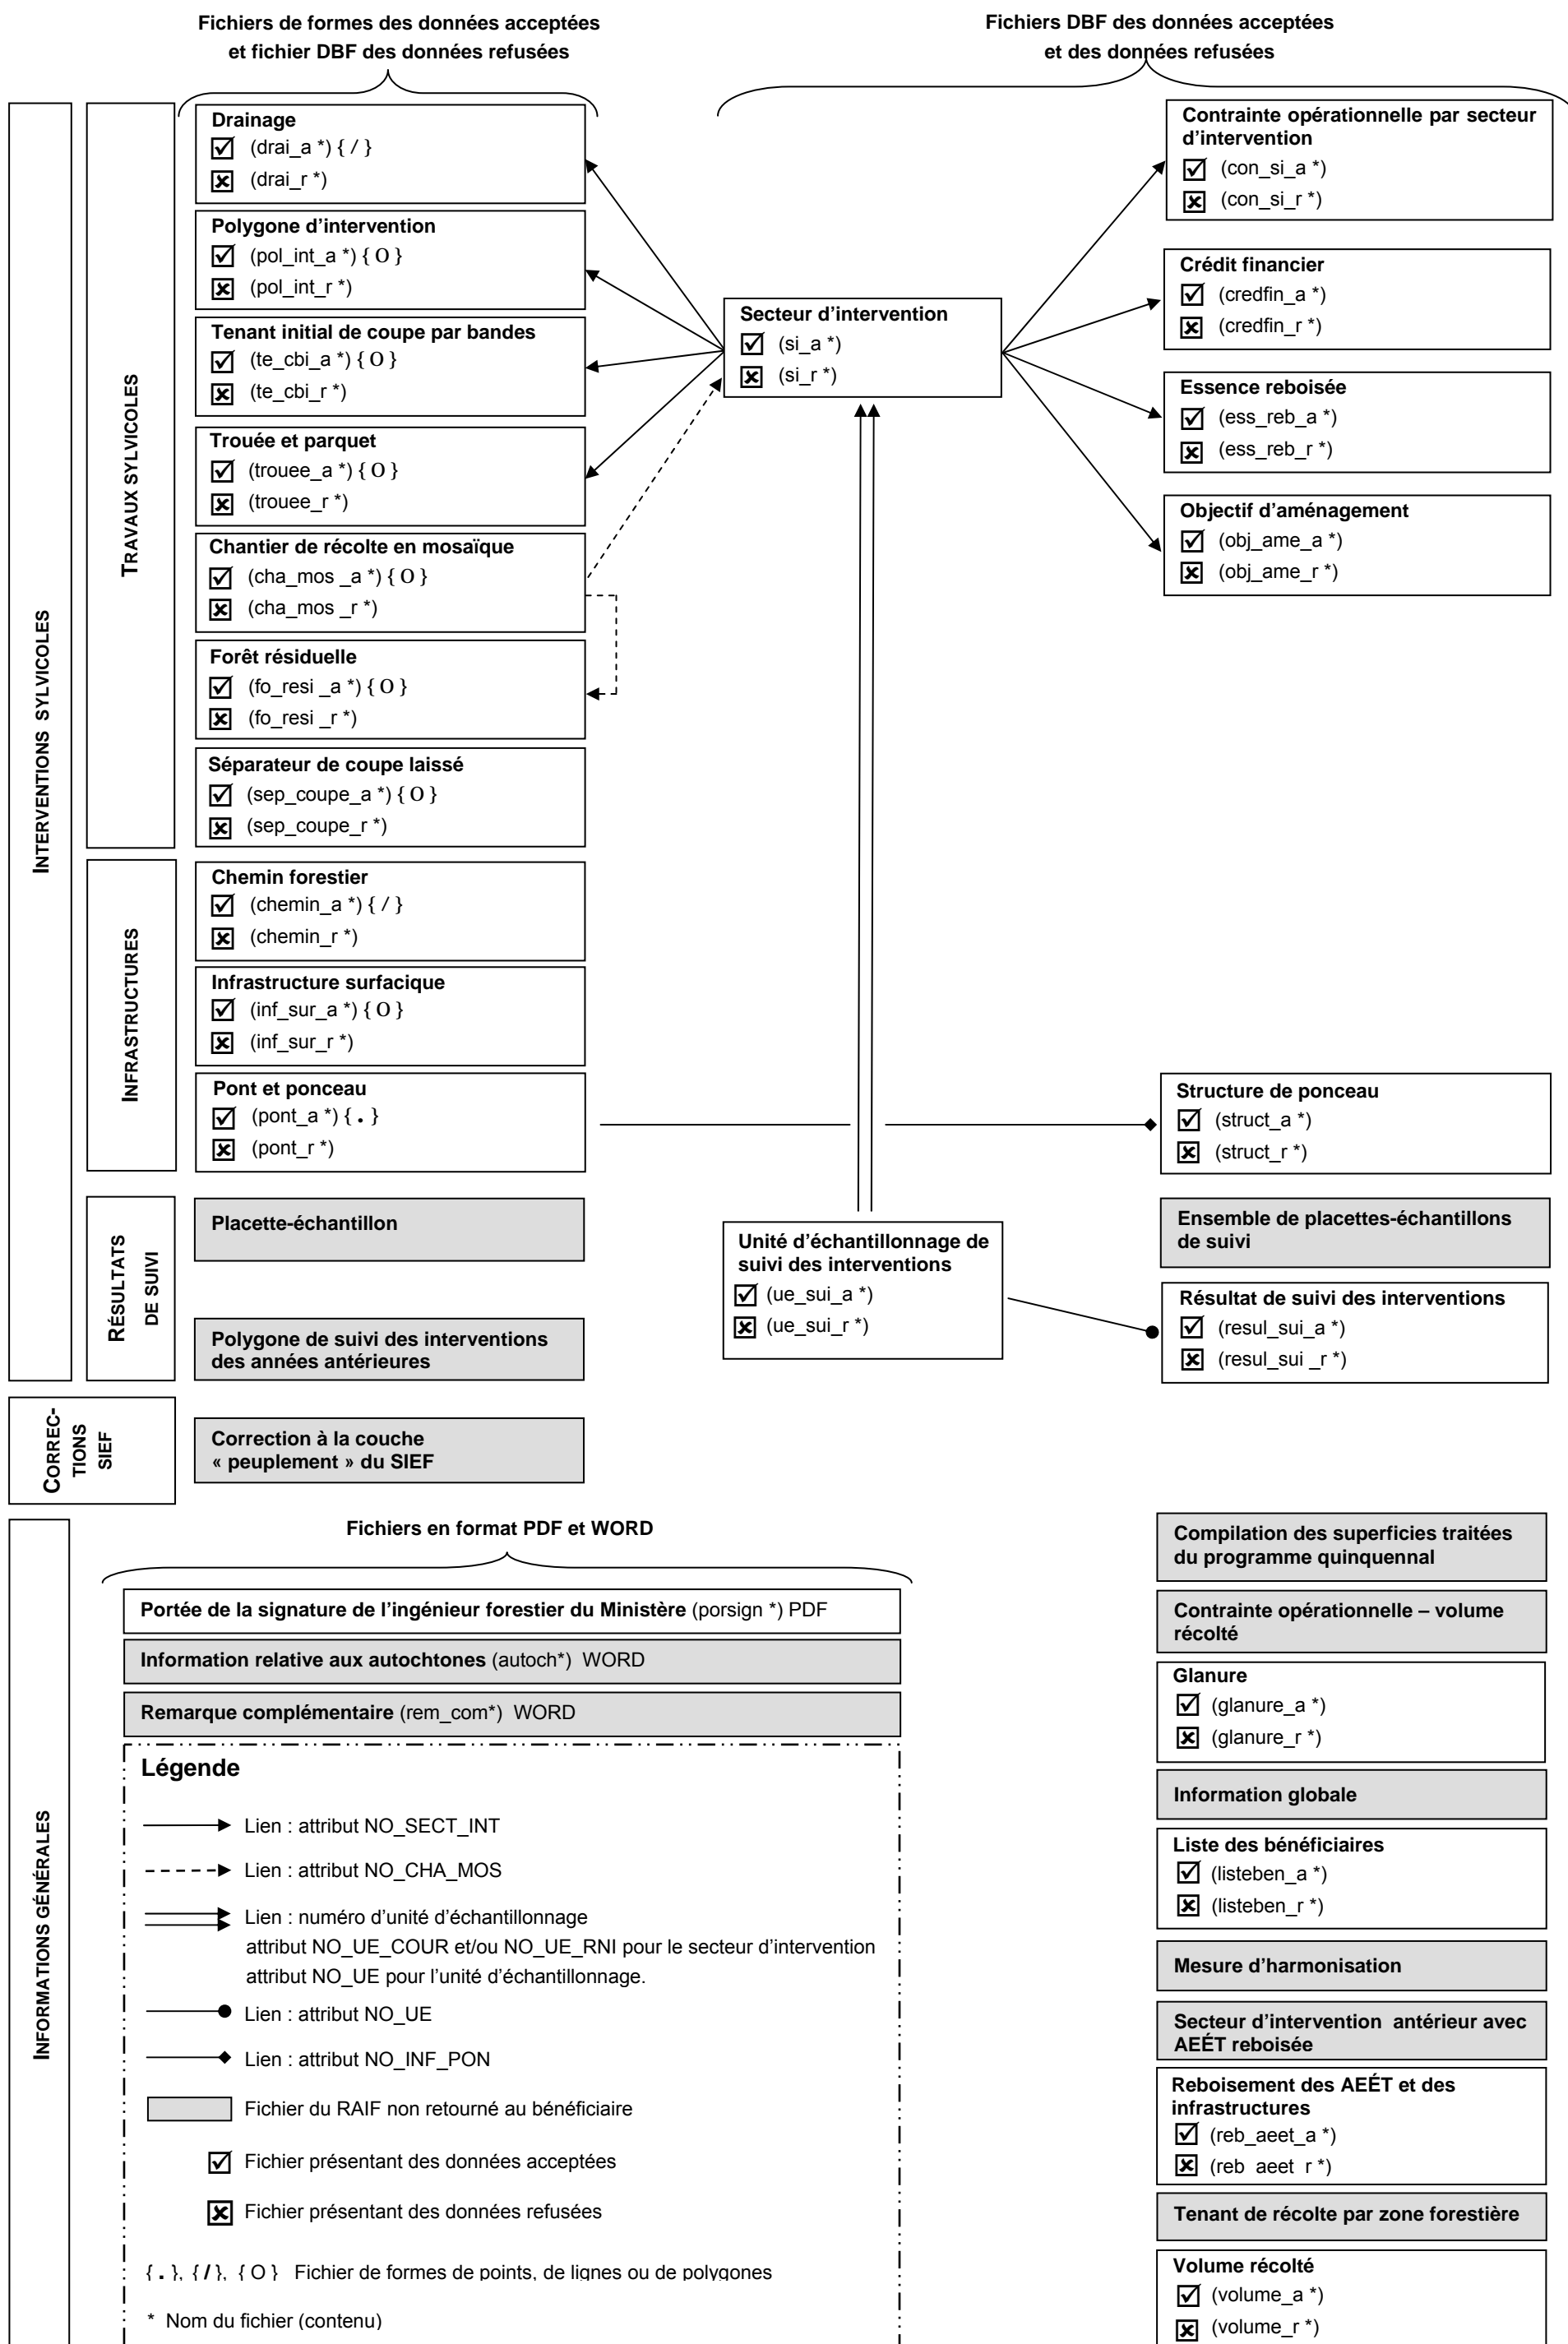 Fichiers de formes des données acceptées
et fichier DBF des données refusées
Fichiers DBF des données acceptées
et des données refusées
INTERVENTIONS SYLVICOLES
TRAVAUX SYLVICOLES
Drainage
(drai_a *) { / }
(drai_r *)
Polygone d’intervention
(pol_int_a *) { O }
(pol_int_r *)
Tenant initial de coupe par bandes
(te_cbi_a *) { O }
(te_cbi_r *)
Trouée et parquet
(trouee_a *) { O }
(trouee_r *)
Chantier de récolte en mosaïque
(cha_mos _a *) { O }
(cha_mos _r *)
Forêt résiduelle
(fo_resi _a *) { O }
(fo_resi _r *)
Séparateur de coupe laissé
(sep_coupe_a *) { O }
(sep_coupe_r *)
Secteur d’intervention
(si_a *)
(si_r *)
Contrainte opérationnelle par secteur
d’intervention
(con_si_a *)
(con_si_r *)
Crédit financier
(credfin_a *)
(credfin_r *)
Essence reboisée
(ess_reb_a *)
(ess_reb_r *)
Objectif d’aménagement
(obj_ame_a *)
(obj_ame_r *)
INFRASTRUCTURES
Chemin forestier
(chemin_a *) { / }
(chemin_r *)
Infrastructure surfacique
(inf_sur_a *) { O }
(inf_sur_r *)
Pont et ponceau
(pont_a *) { . }
(pont_r *)
Structure de ponceau
(struct_a *)
(struct_r *)
RÉSULTATS
DE SUIVI
Placette-échantillon
Polygone de suivi des interventions
des années antérieures
Unité d’échantillonnage de
suivi des interventions
(ue_sui_a *)
(ue_sui_r *)
Ensemble de placettes-échantillons
de suivi
Résultat de suivi des interventions
(resul_sui_a *)
(resul_sui _r *)
CORREC-
TIONS
SIEF
Correction à la couche
« peuplement » du SIEF
INFORMATIONS GÉNÉRALES
Fichiers en format PDF et WORD
Portée de la signature de l’ingénieur forestier du Ministère (porsign *) PDF
Information relative aux autochtones (autoch*) WORD
Remarque complémentaire (rem_com*) WORD
Légende
Lien : attribut NO_SECT_INT
Lien : attribut NO_CHA_MOS
Lien : numéro d’unité d’échantillonnage
attribut NO_UE_COUR et/ou NO_UE_RNI pour le secteur d’intervention
attribut NO_UE pour l’unité d’échantillonnage.
Lien : attribut NO_UE
Lien : attribut NO_INF_PON
Fichier du RAIF non retourné au bénéficiaire
Fichier présentant des données acceptées
Fichier présentant des données refusées
{ . }, { / }, { O } Fichier de formes de points, de lignes ou de polygones
* Nom du fichier (contenu)
Compilation des superficies traitées
du programme quinquennal
Contrainte opérationnelle – volume
récolté
Glanure
(glanure_a *)
(glanure_r *)
Information globale
Liste des bénéficiaires
(listeben_a *)
(listeben_r *)
Mesure d’harmonisation
Secteur d’intervention antérieur avec
AEÉT reboisée
Reboisement des AEÉT et des
infrastructures
(reb_aeet_a *)
(reb aeet r *)
Tenant de récolte par zone forestière
Volume récolté
(volume_a *)
(volume_r *)